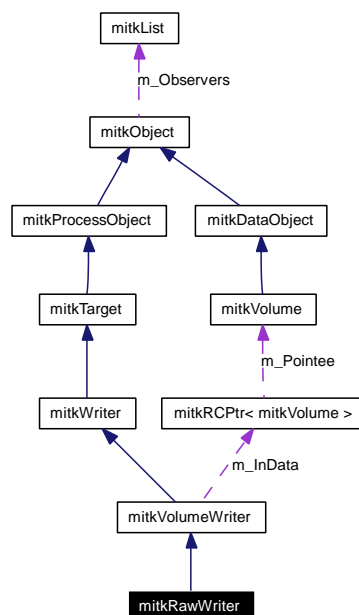 mitkList
m_Observers
mitkObject
mitkProcessObject
mitkDataObject
mitkTarget
mitkVolume
m_Pointee
mitkWriter
mitkRCPtr< mitkVolume >
m_InData
mitkVolumeWriter
mitkRawWriter